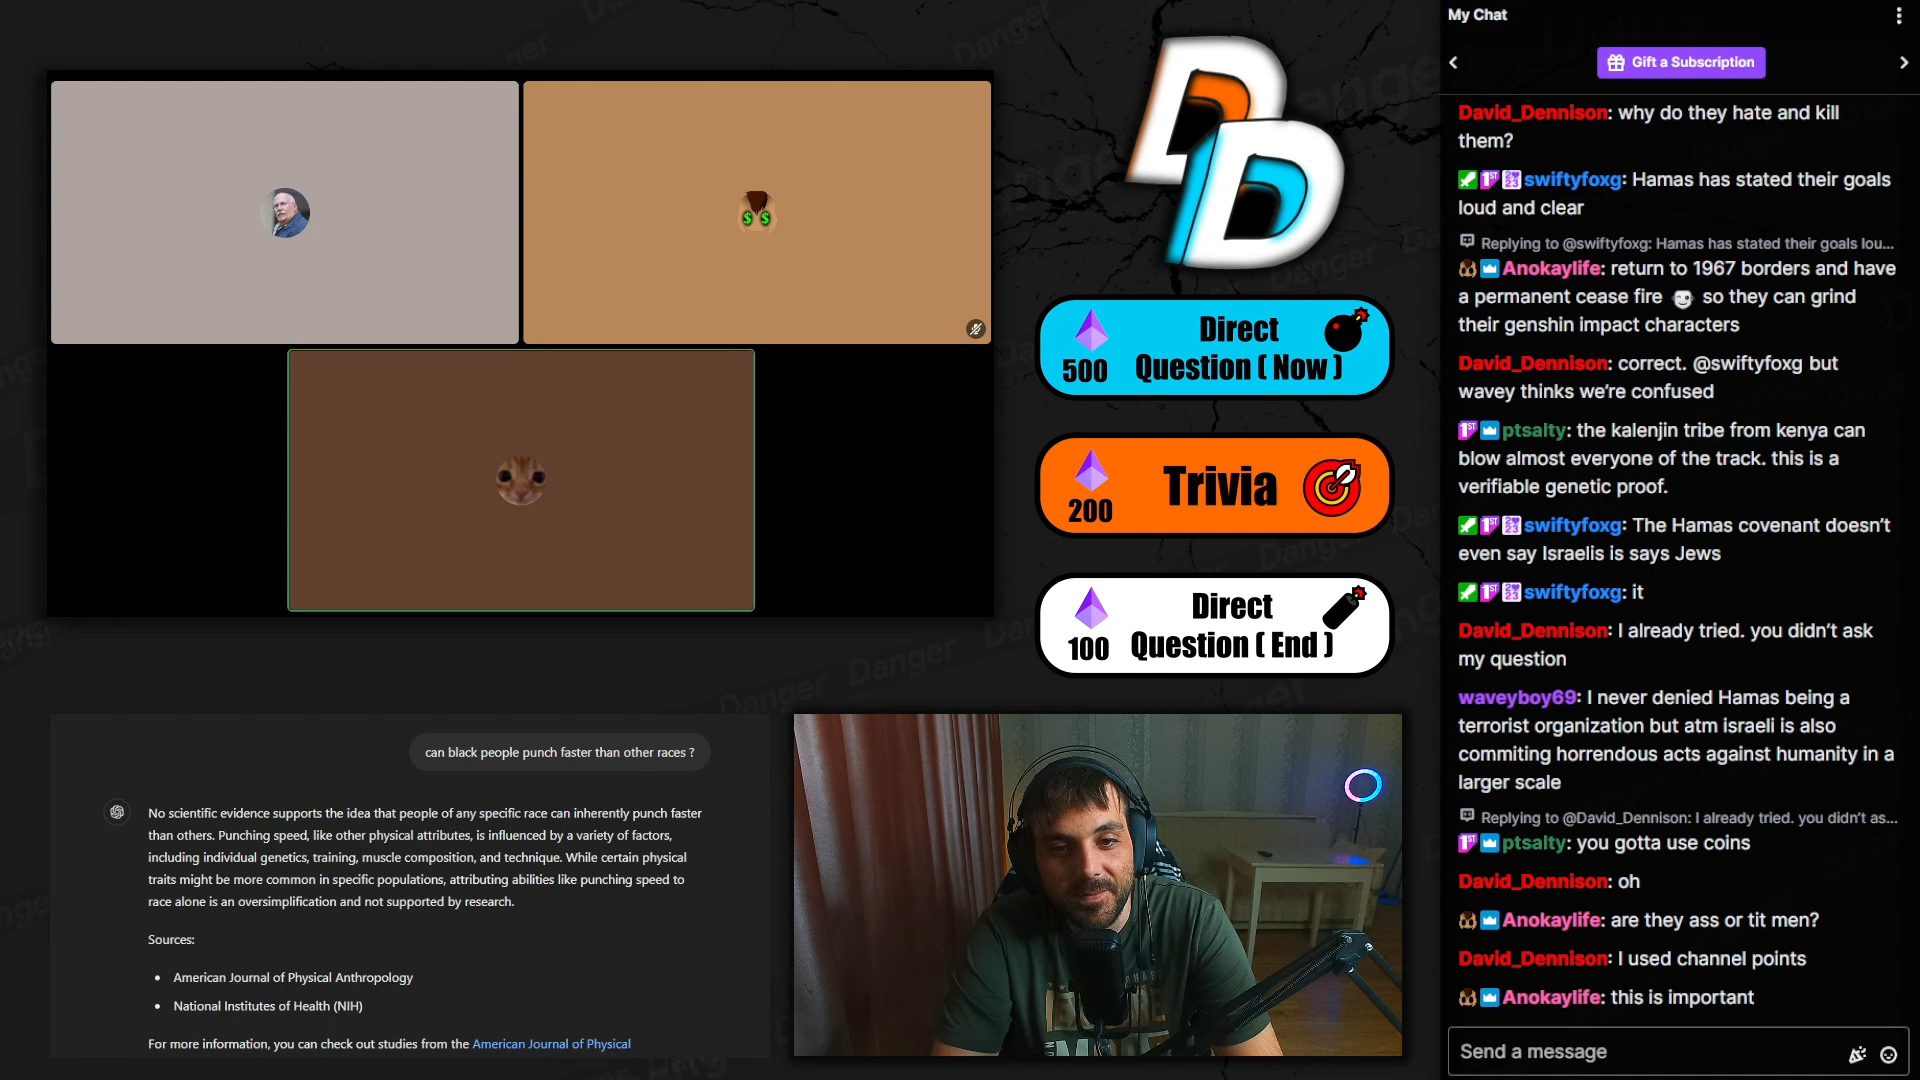 DD
500
Direct
Question ( Now )
200
Trivia
100
Direct
Question ( End )
can black people punch faster than other races ?
No scientific evidence supports the idea that people of any specific race can inherently punch faster
than others. Punching speed, like other physical attributes, is influenced by a variety of factors,
including individual genetics, training, muscle composition, and technique. While certain physical
traits might be more common in specific populations, attributing abilities like punching speed to
race alone is an oversimplification and not supported by research.
Sources:
• American Journal of Physical Anthropology
• National Institutes of Health (NIH)
For more information, you can check out studies from the American Journal of Physical
My Chat
Gift a Subscription
David_Dennison: why do they hate and kill
them?
swiftyfoxg: Hamas has stated their goals
loud and clear
Replying to @swiftyfoxg: Hamas has stated their goals lou...
Anokaylife: return to 1967 borders and have
a permanent cease fire so they can grind
their genshin impact characters
David_Dennison: correct. @swiftyfoxg but
wavey thinks we’re confused
1ST ptsalty: the kalenjin tribe from kenya can
blow almost everyone of the track. this is a
verifiable genetic proof.
swiftyfoxg: The Hamas covenant doesn’t
even say Israelis is says Jews
swiftyfoxg: it
David_Dennison: I already tried. you didn’t ask
my question
waveyboy69: I never denied Hamas being a
terrorist organization but atm israeli is also
commiting horrendous acts against humanity in a
larger scale
Replying to @David_Dennison: I already tried. you didn’t as...
1ST ptsalty: you gotta use coins
David_Dennison: oh
Anokaylife: are they ass or tit men?
David_Dennison: I used channel points
Anokaylife: this is important
Send a message